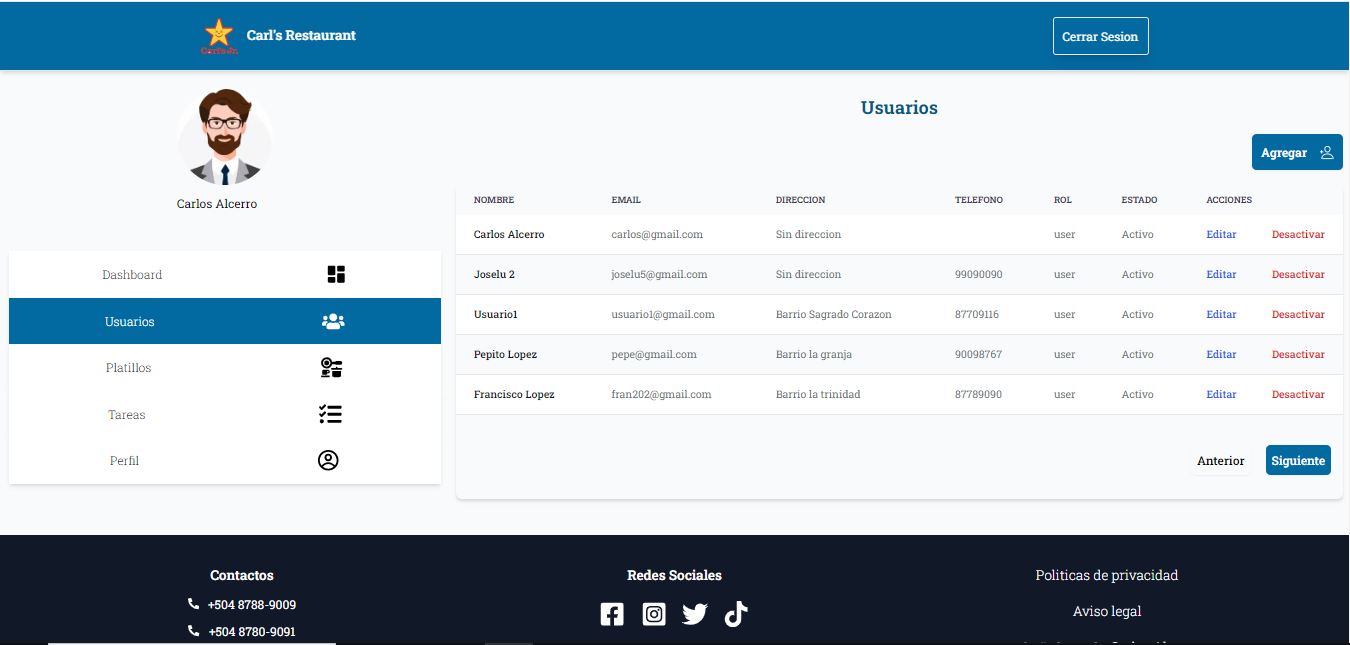 Carl's Jr.
Carl's Restaurant
Cerrar Sesion
Carlos Alcerro
Dashboard
Usuarios
Platillos
Tareas
Perfil
Usuarios
Agregar
NOMBRE EMAIL DIRECCION TELEFONO ROL ESTADO ACCIONES
Carlos Alcerro carlos@gmail.com Sin direccion user Activo Editar Desactivar
Joselu 2 joselu5@gmail.com Sin direccion 99090090 user Activo Editar Desactivar
Usuario1 usuario1@gmail.com Barrio Sagrado Corazon 87709116 user Activo Editar Desactivar
Pepito Lopez pepe@gmail.com Barrio la granja 90098767 user Activo Editar Desactivar
Francisco Lopez fran202@gmail.com Barrio la trinidad 87789090 user Activo Editar Desactivar
Anterior Siguiente
Contactos
+504 8788-9009
+504 8780-9091
Redes Sociales
Politicas de privacidad
Aviso legal